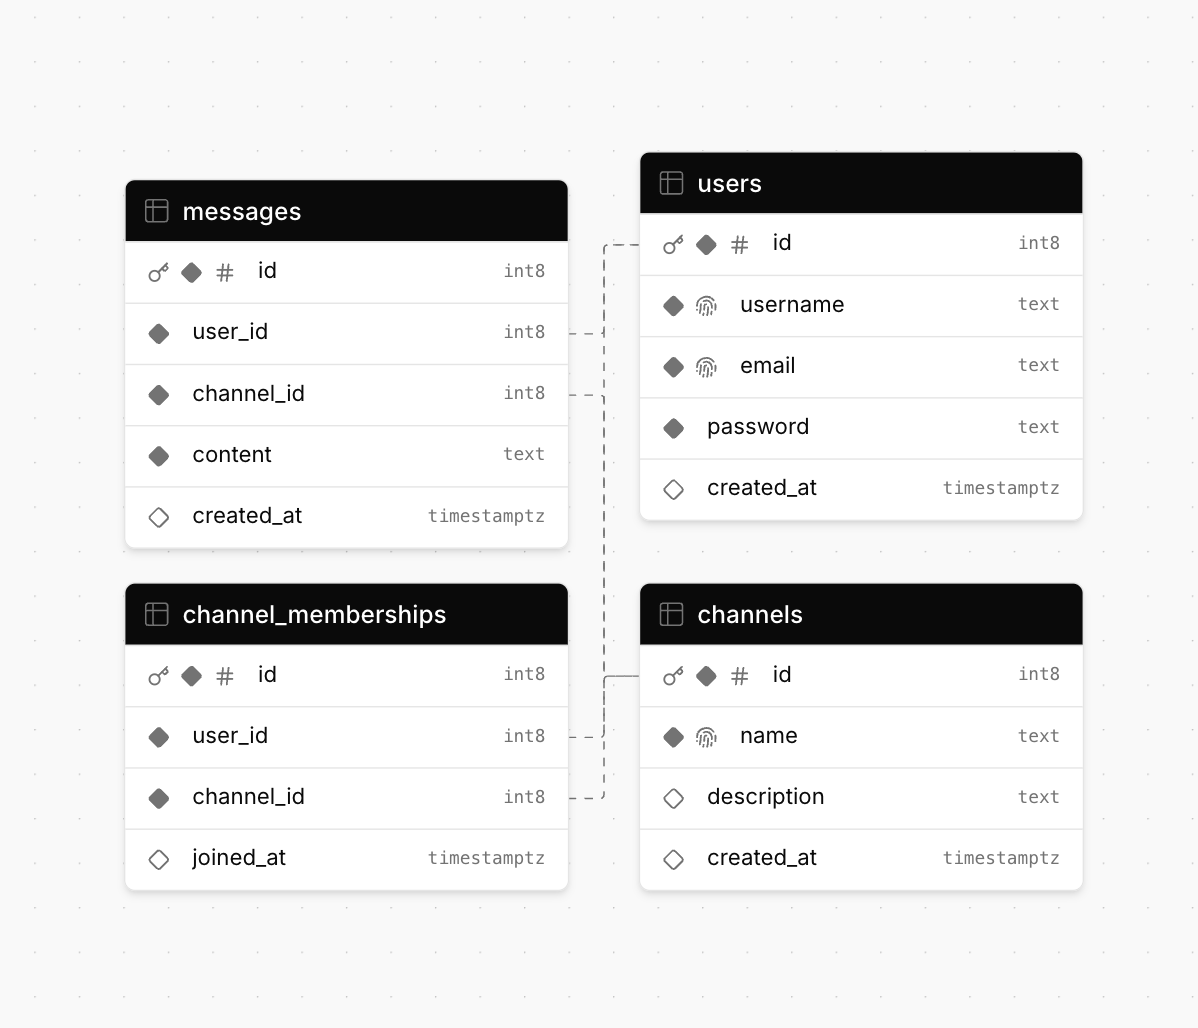 messages
id int8
user_id int8
channel_id int8
content text
created_at timestamptz
users
id int8
username text
email text
password text
created_at timestamptz
channel_memberships
id int8
user_id int8
channel_id int8
joined_at timestamptz
channels
id int8
name text
description text
created_at timestamptz